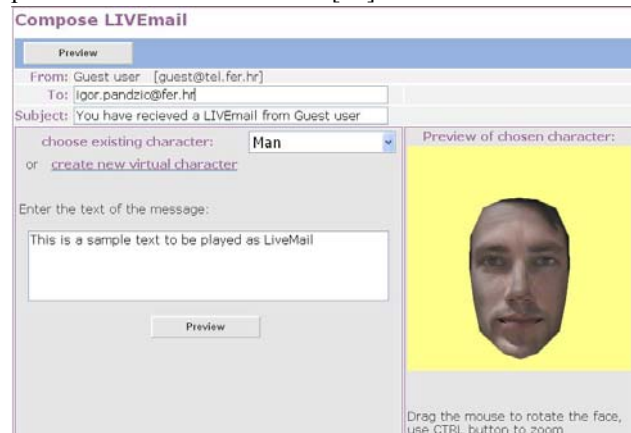 Compose LIVEmail
Preview
From: Guest user [guest@tel.fer.hr]
To: igor.pandzic@fer.hr
Subject: You have recieved a LIVEmail from Guest user
choose existing character: Man
or create new virtual character
Enter the text of the message:
This is a sample text to be played as LiveMail
Preview
Preview of chosen character:
Drag the mouse to rotate the face,
use CTRL button to zoom